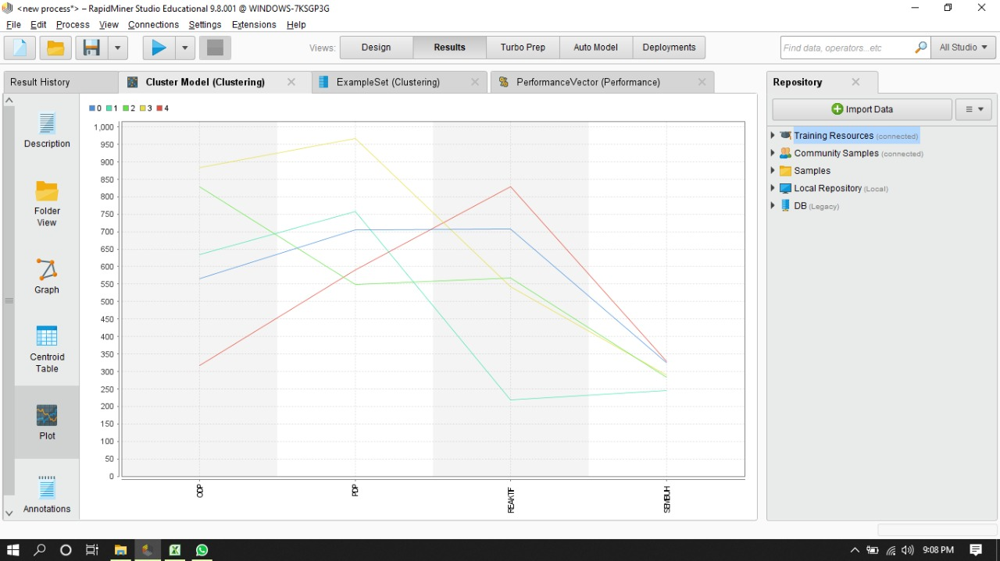 <new process*> – RapidMiner Studio Educational 9.8.001 @ WINDOWS-7KSGP3G
File Edit Process View Connections Settings Extensions Help
Views: Design Results Turbo Prep Auto Model Deployments
Find data, operators...etc
All Studio
Result History
Cluster Model (Clustering)
ExampleSet (Clustering)
PerformanceVector (Performance)
Repository
Description
Folder
View
Graph
Centroid
Table
Plot
Annotations
0 1 2 3 4
1,000
950
900
850
800
750
700
650
600
550
500
450
400
350
300
250
200
150
100
50
0
ODP
PDP
REAKTIF
SEMBUH
Import Data
Training Resources (connected)
Community Samples (connected)
Samples
Local Repository (Local)
DB (Legacy)
9:08 PM